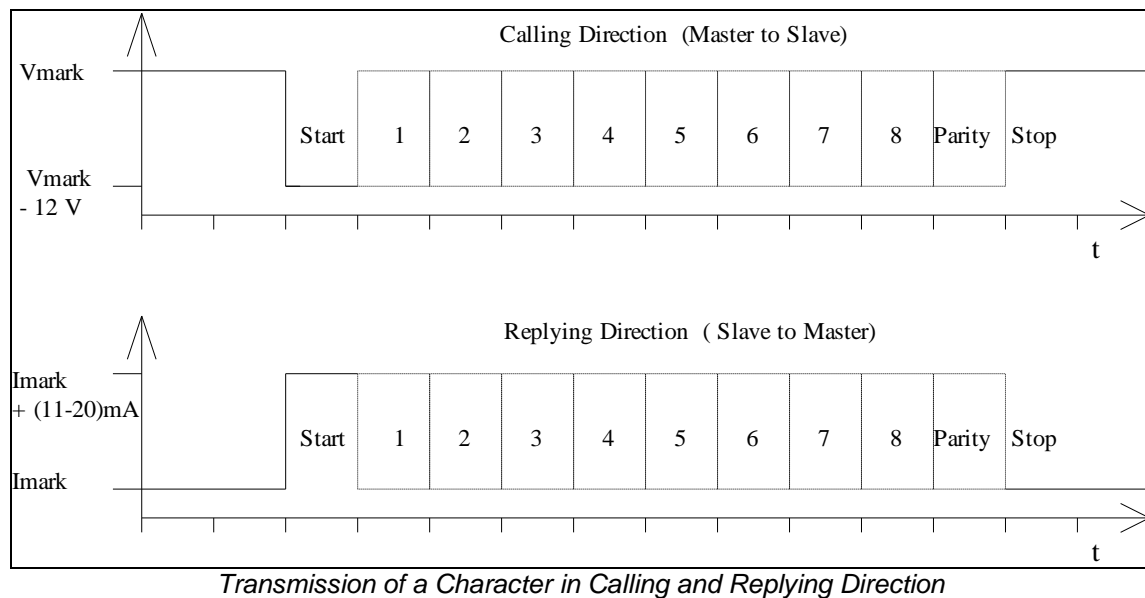 Calling Direction (Master to Slave)
Vmark
Start 1 2 3 4 5 6 7 8 Parity Stop
Vmark
- 12 V
t
Replying Direction ( Slave to Master)
Imark
+ (11-20)mA
Start 1 2 3 4 5 6 7 8 Parity Stop
Imark
t
Transmission of a Character in Calling and Replying Direction